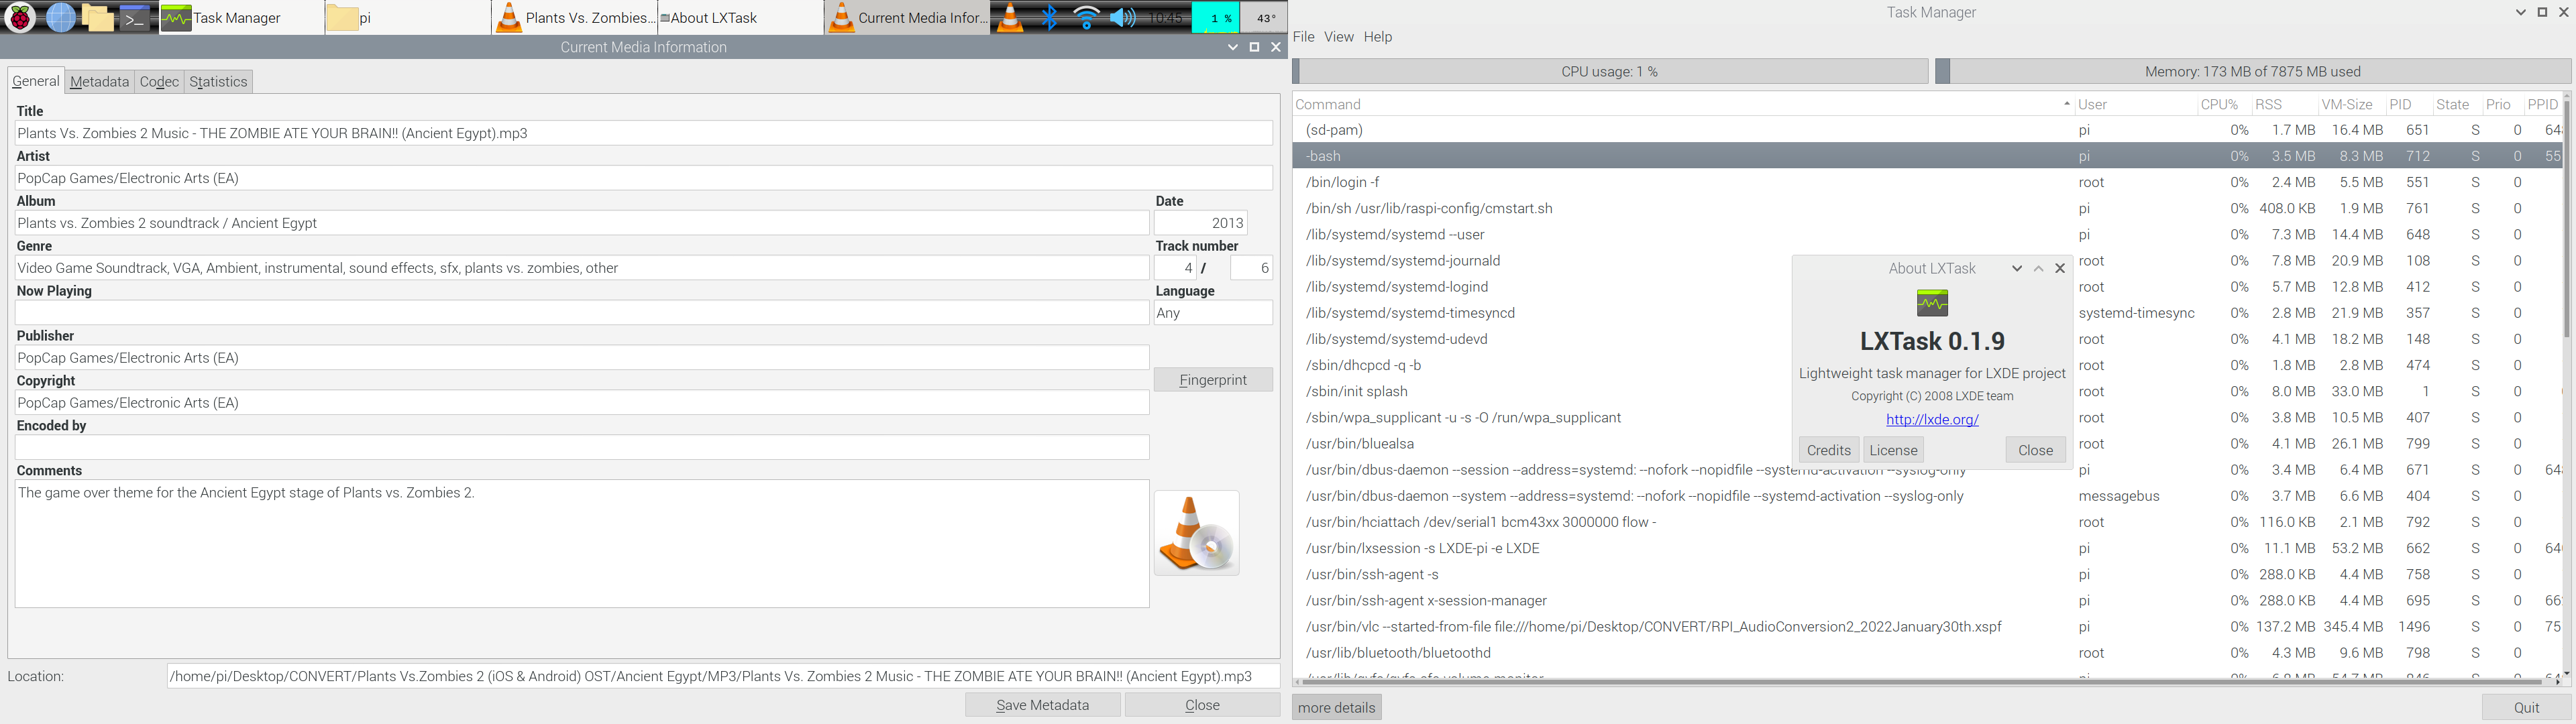 Task Manager
pi
Plants Vs. Zombies...
About LXTask
Current Media Infor...
10:45
1 %
43°
Current Media Information
General Metadata Codec Statistics
Title
Plants Vs. Zombies 2 Music - THE ZOMBIE ATE YOUR BRAIN!! (Ancient Egypt).mp3
Artist
PopCap Games/Electronic Arts (EA)
Album
Date
Plants vs. Zombies 2 soundtrack / Ancient Egypt
2013
Genre
Track number
Video Game Soundtrack, VGA, Ambient, instrumental, sound effects, sfx, plants vs. zombies, other
4 / 6
Now Playing
Language
Any
Publisher
PopCap Games/Electronic Arts (EA)
Fingerprint
Copyright
PopCap Games/Electronic Arts (EA)
Encoded by
Comments
The game over theme for the Ancient Egypt stage of Plants vs. Zombies 2.
Location: /home/pi/Desktop/CONVERT/Plants Vs.Zombies 2 (iOS & Android) OST/Ancient Egypt/MP3/Plants Vs. Zombies 2 Music - THE ZOMBIE ATE YOUR BRAIN!! (Ancient Egypt).mp3
Save Metadata Close
Task Manager
File View Help
CPU usage: 1 %
Memory: 173 MB of 7875 MB used
Command User CPU% RSS VM-Size PID State Prio PPID
(sd-pam) pi 0% 1.7 MB 16.4 MB 651 S 0 64
-bash pi 0% 3.5 MB 8.3 MB 712 S 0 55
/bin/login -f root 0% 2.4 MB 5.5 MB 551 S 0
/bin/sh /usr/lib/raspi-config/cmstart.sh pi 0% 408.0 KB 1.9 MB 761 S 0
/lib/systemd/systemd --user pi 0% 7.3 MB 14.4 MB 648 S 0
/lib/systemd/systemd-journald root 0% 7.8 MB 20.9 MB 108 S 0
/lib/systemd/systemd-logind root 0% 5.7 MB 12.8 MB 412 S 0
/lib/systemd/systemd-timesyncd systemd-timesync 0% 2.8 MB 21.9 MB 357 S 0
/lib/systemd/systemd-udevd root 0% 4.1 MB 18.2 MB 148 S 0
/sbin/dhcpcd -q -b root 0% 1.8 MB 2.8 MB 474 S 0
/sbin/init splash root 0% 8.0 MB 33.0 MB 1 S 0
/sbin/wpa_supplicant -u -s -O /run/wpa_supplicant root 0% 3.8 MB 10.5 MB 407 S 0
/usr/bin/bluealsa root 0% 4.1 MB 26.1 MB 799 S 0
/usr/bin/dbus-daemon --session --address=systemd: --nofork --nopidfile --systemd-activation --syslog-only pi 0% 3.4 MB 6.4 MB 671 S 0 64
/usr/bin/dbus-daemon --system --address=systemd: --nofork --nopidfile --systemd-activation --syslog-only messagebus 0% 3.7 MB 6.6 MB 404 S 0
/usr/bin/hciattach /dev/serial1 bcm43xx 3000000 flow - root 0% 116.0 KB 2.1 MB 792 S 0
/usr/bin/lxsession -s LXDE-pi -e LXDE pi 0% 11.1 MB 53.2 MB 662 S 0 64
/usr/bin/ssh-agent -s pi 0% 288.0 KB 4.4 MB 758 S 0
/usr/bin/ssh-agent x-session-manager pi 0% 288.0 KB 4.4 MB 695 S 0 66
/usr/bin/vlc --started-from-file file:///home/pi/Desktop/CONVERT/RPI_AudioConversion2_2022January30th.xspf pi 0% 137.2 MB 345.4 MB 1496 S 0 75
/usr/lib/bluetooth/bluetoothd root 0% 4.3 MB 9.6 MB 798 S 0
more details
Quit
About LXTask
LXTask 0.1.9
Lightweight task manager for LXDE project
Copyright (C) 2008 LXDE team
http://lxde.org/
Credits License Close